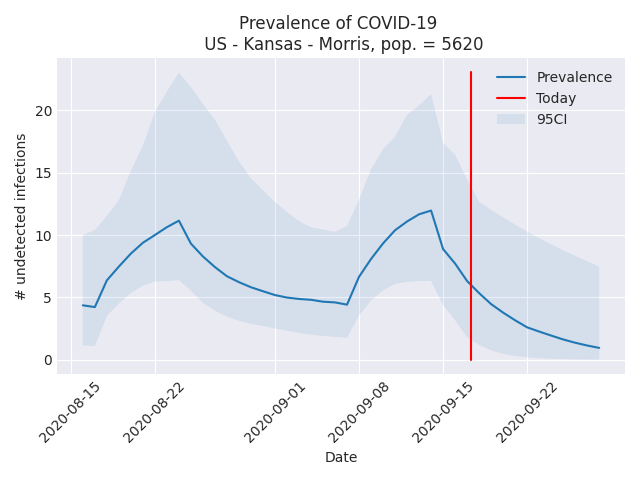 Prevalence of COVID-19
US - Kansas - Morris, pop. = 5620
Prevalence
Today
95CI
# undetected infections
20
15
10
5
0
2020-08-15
2020-08-22
2020-09-01
2020-09-08
2020-09-15
2020-09-22
Date